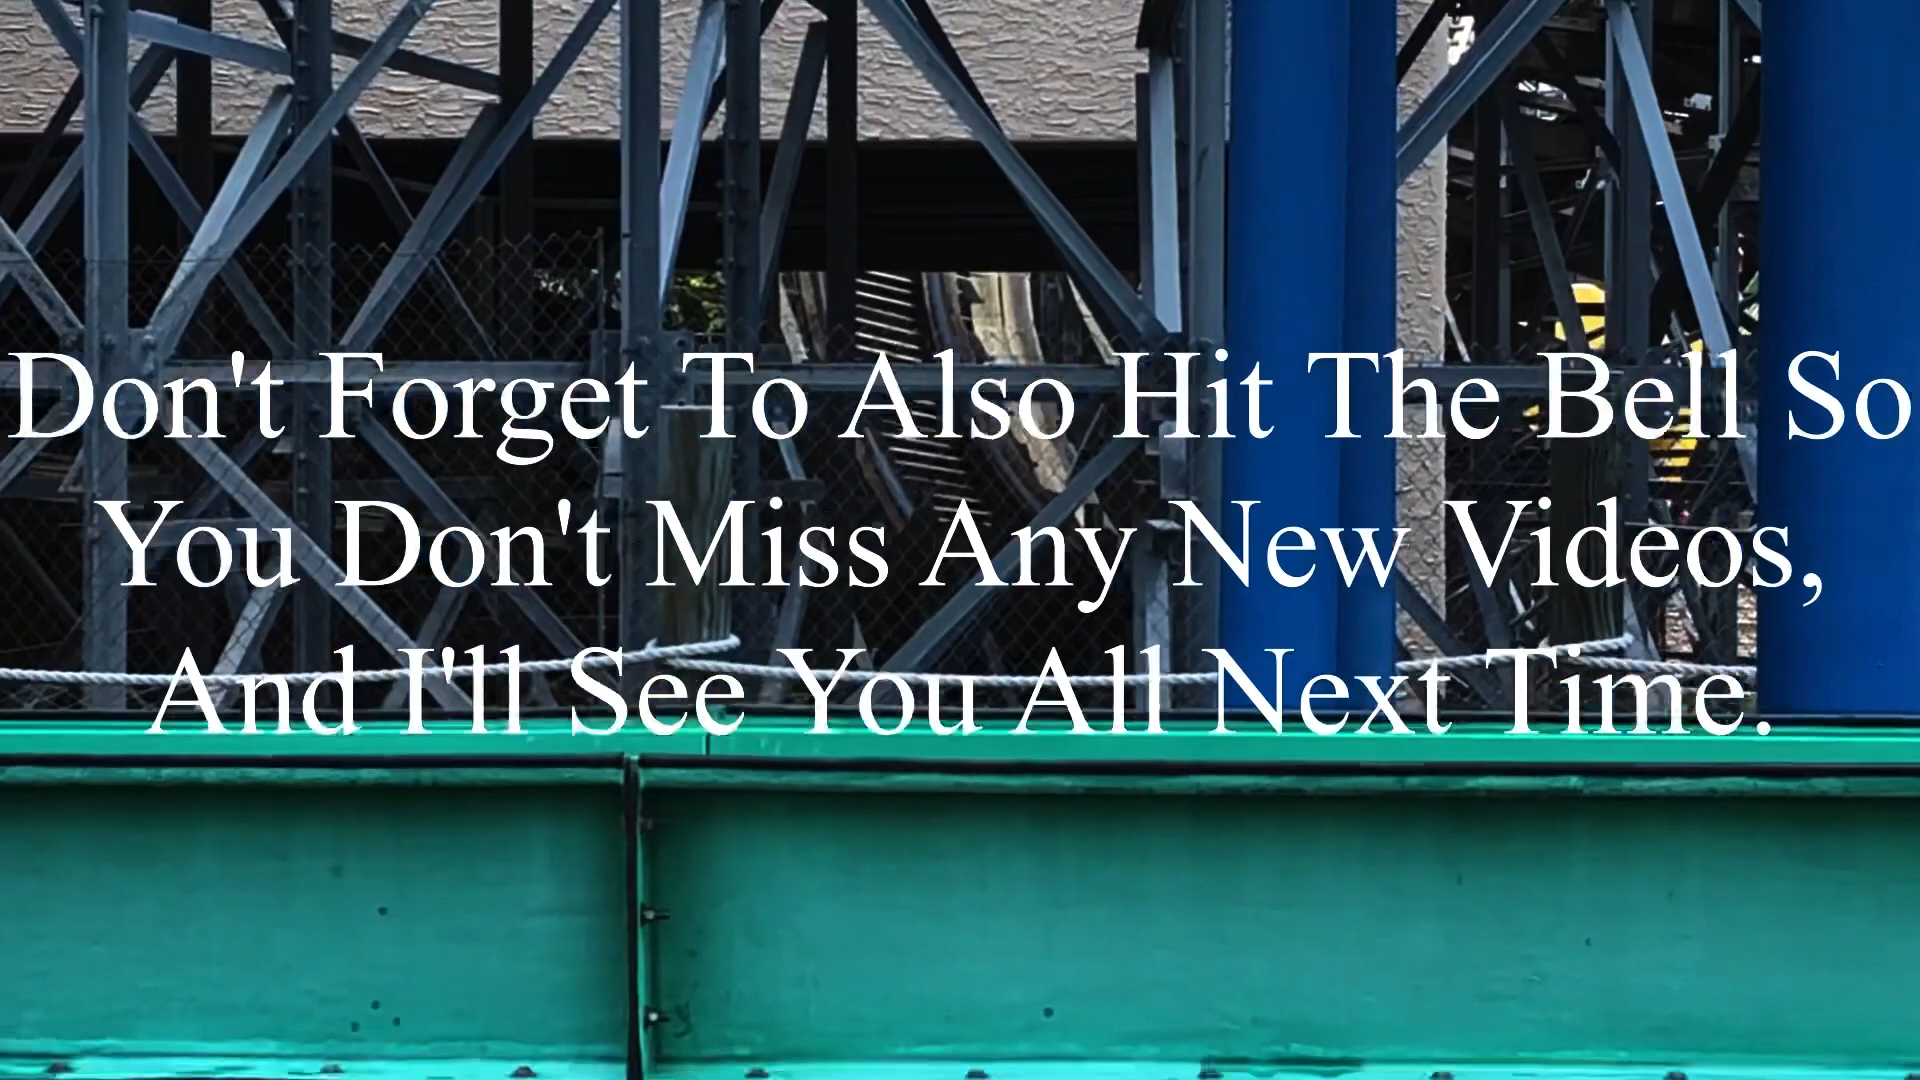 Don't Forget To Also Hit The Bell So
You Don't Miss Any New Videos,
And I'll See You All Next Time.